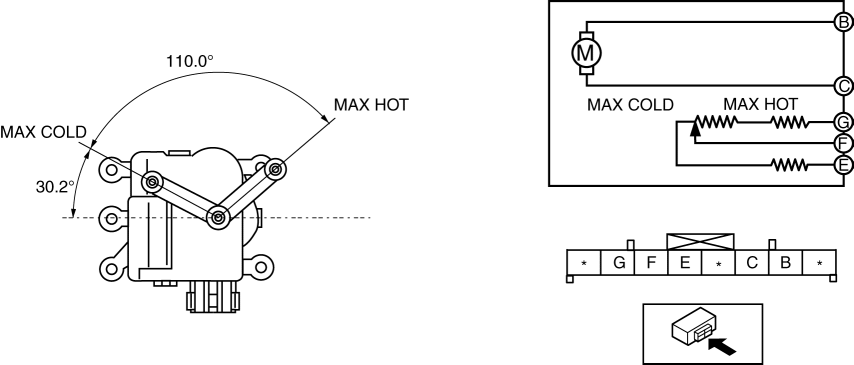 110.0°
MAX HOT
MAX COLD
30.2°
B
M
C
MAX COLD MAX HOT
G
F
E
* G F E * C B *